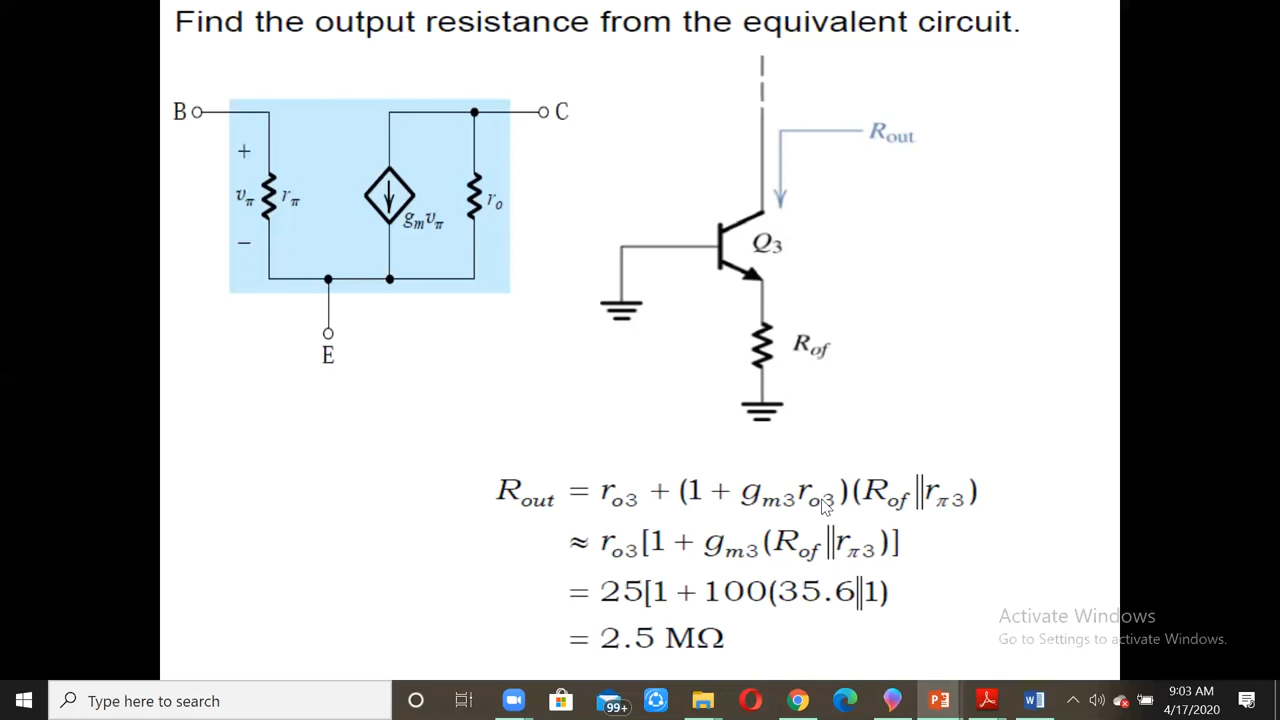 Find the output resistance from the equivalent circuit.
B
C
+
vπ rπ
−
gmvπ
ro
E
Rout
Q3
Rof
Rout = ro3 + (1 + gm3ro3)(Rof‖rπ3)
≈ ro3[1 + gm3(Rof‖rπ3)]
= 25[1 + 100(35.6‖1)
= 2.5 MΩ
Activate Windows
Go to Settings to activate Windows.
Type here to search
99+
9:03 AM
4/17/2020